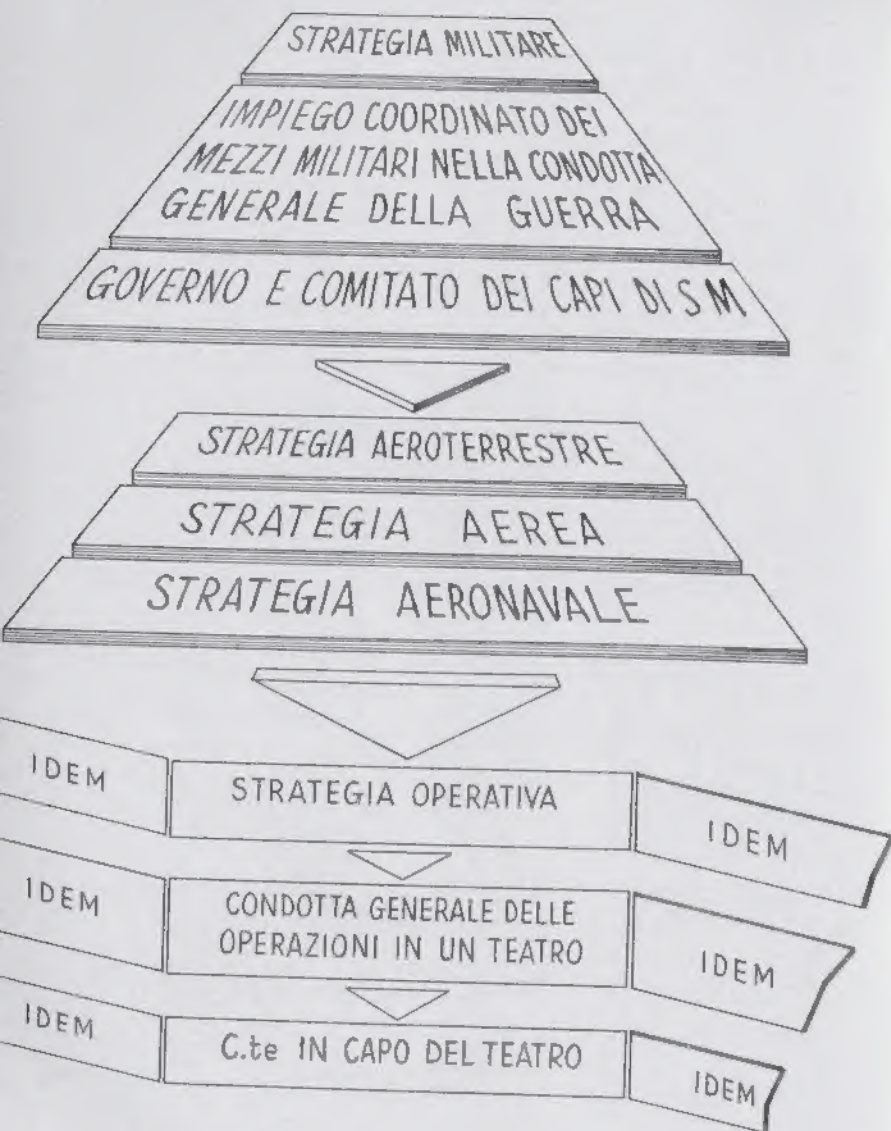 STRATEGIA MILITARE
IMPIEGO COORDINATO DEI
MEZZI MILITARI NELLA CONDOTTA
GENERALE DELLA GUERRA
GOVERNO E COMITATO DEI CAPI DI S M
STRATEGIA AEROTERRESTRE
STRATEGIA AEREA
STRATEGIA AERONAVALE
IDEM
STRATEGIA OPERATIVA
IDEM
IDEM
CONDOTTA GENERALE DELLE
OPERAZIONI IN UN TEATRO
IDEM
IDEM
C.te IN CAPO DEL TEATRO
IDEM